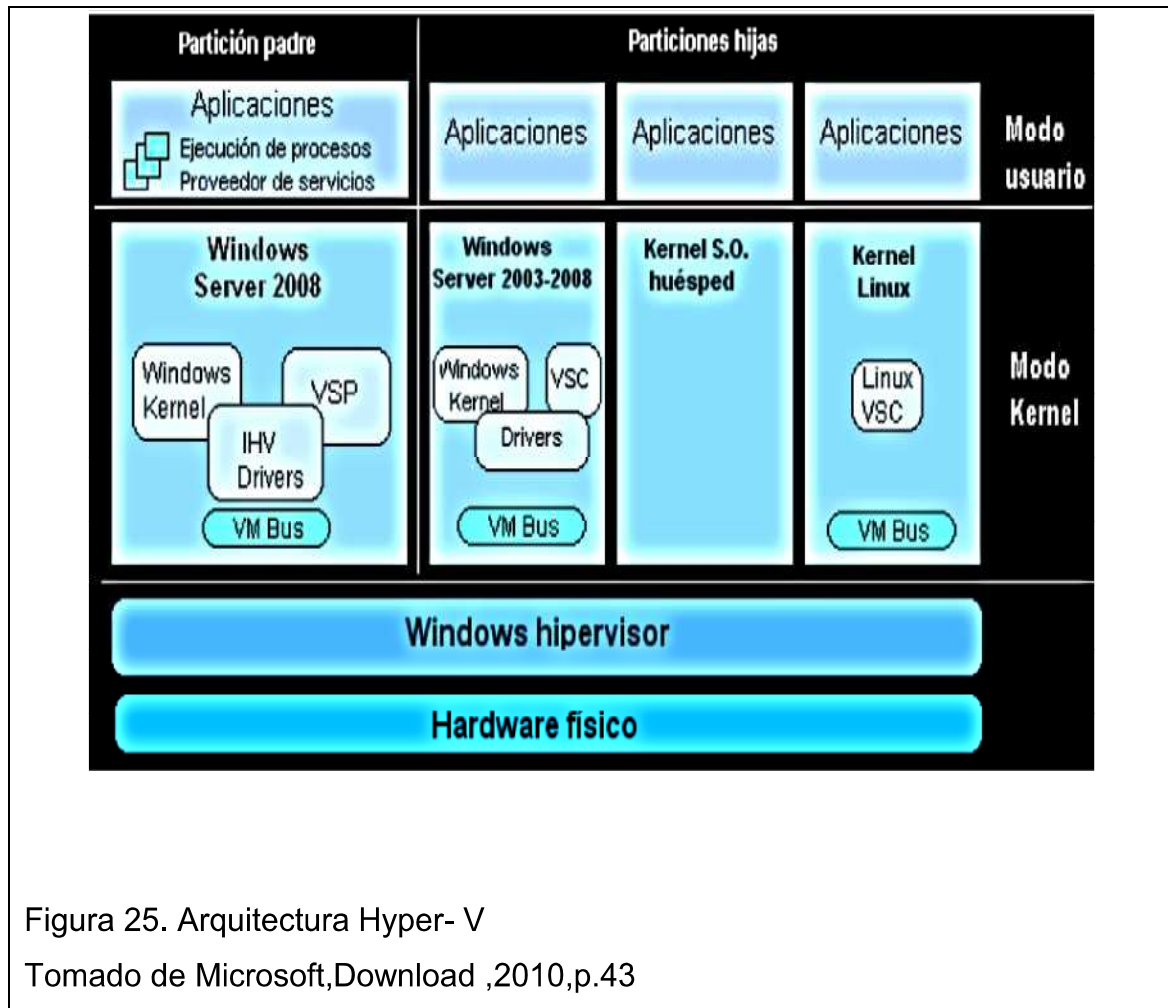 Partición padre
Particiones hijas
Aplicaciones
Ejecución de procesos
Proveedor de servicios
Aplicaciones
Aplicaciones
Aplicaciones
Modo
usuario
Windows
Server 2008
Windows
Kernel
VSP
IHV
Drivers
VM Bus
Windows
Server 2003-2008
Windows
Kernel
VSC
Drivers
VM Bus
Kernel S.O.
huésped
Kernel
Linux
Linux
VSC
VM Bus
Modo
Kernel
Windows hipervisor
Hardware físico
Figura 25. Arquitectura Hyper- V
Tomado de Microsoft,Download ,2010,p.43